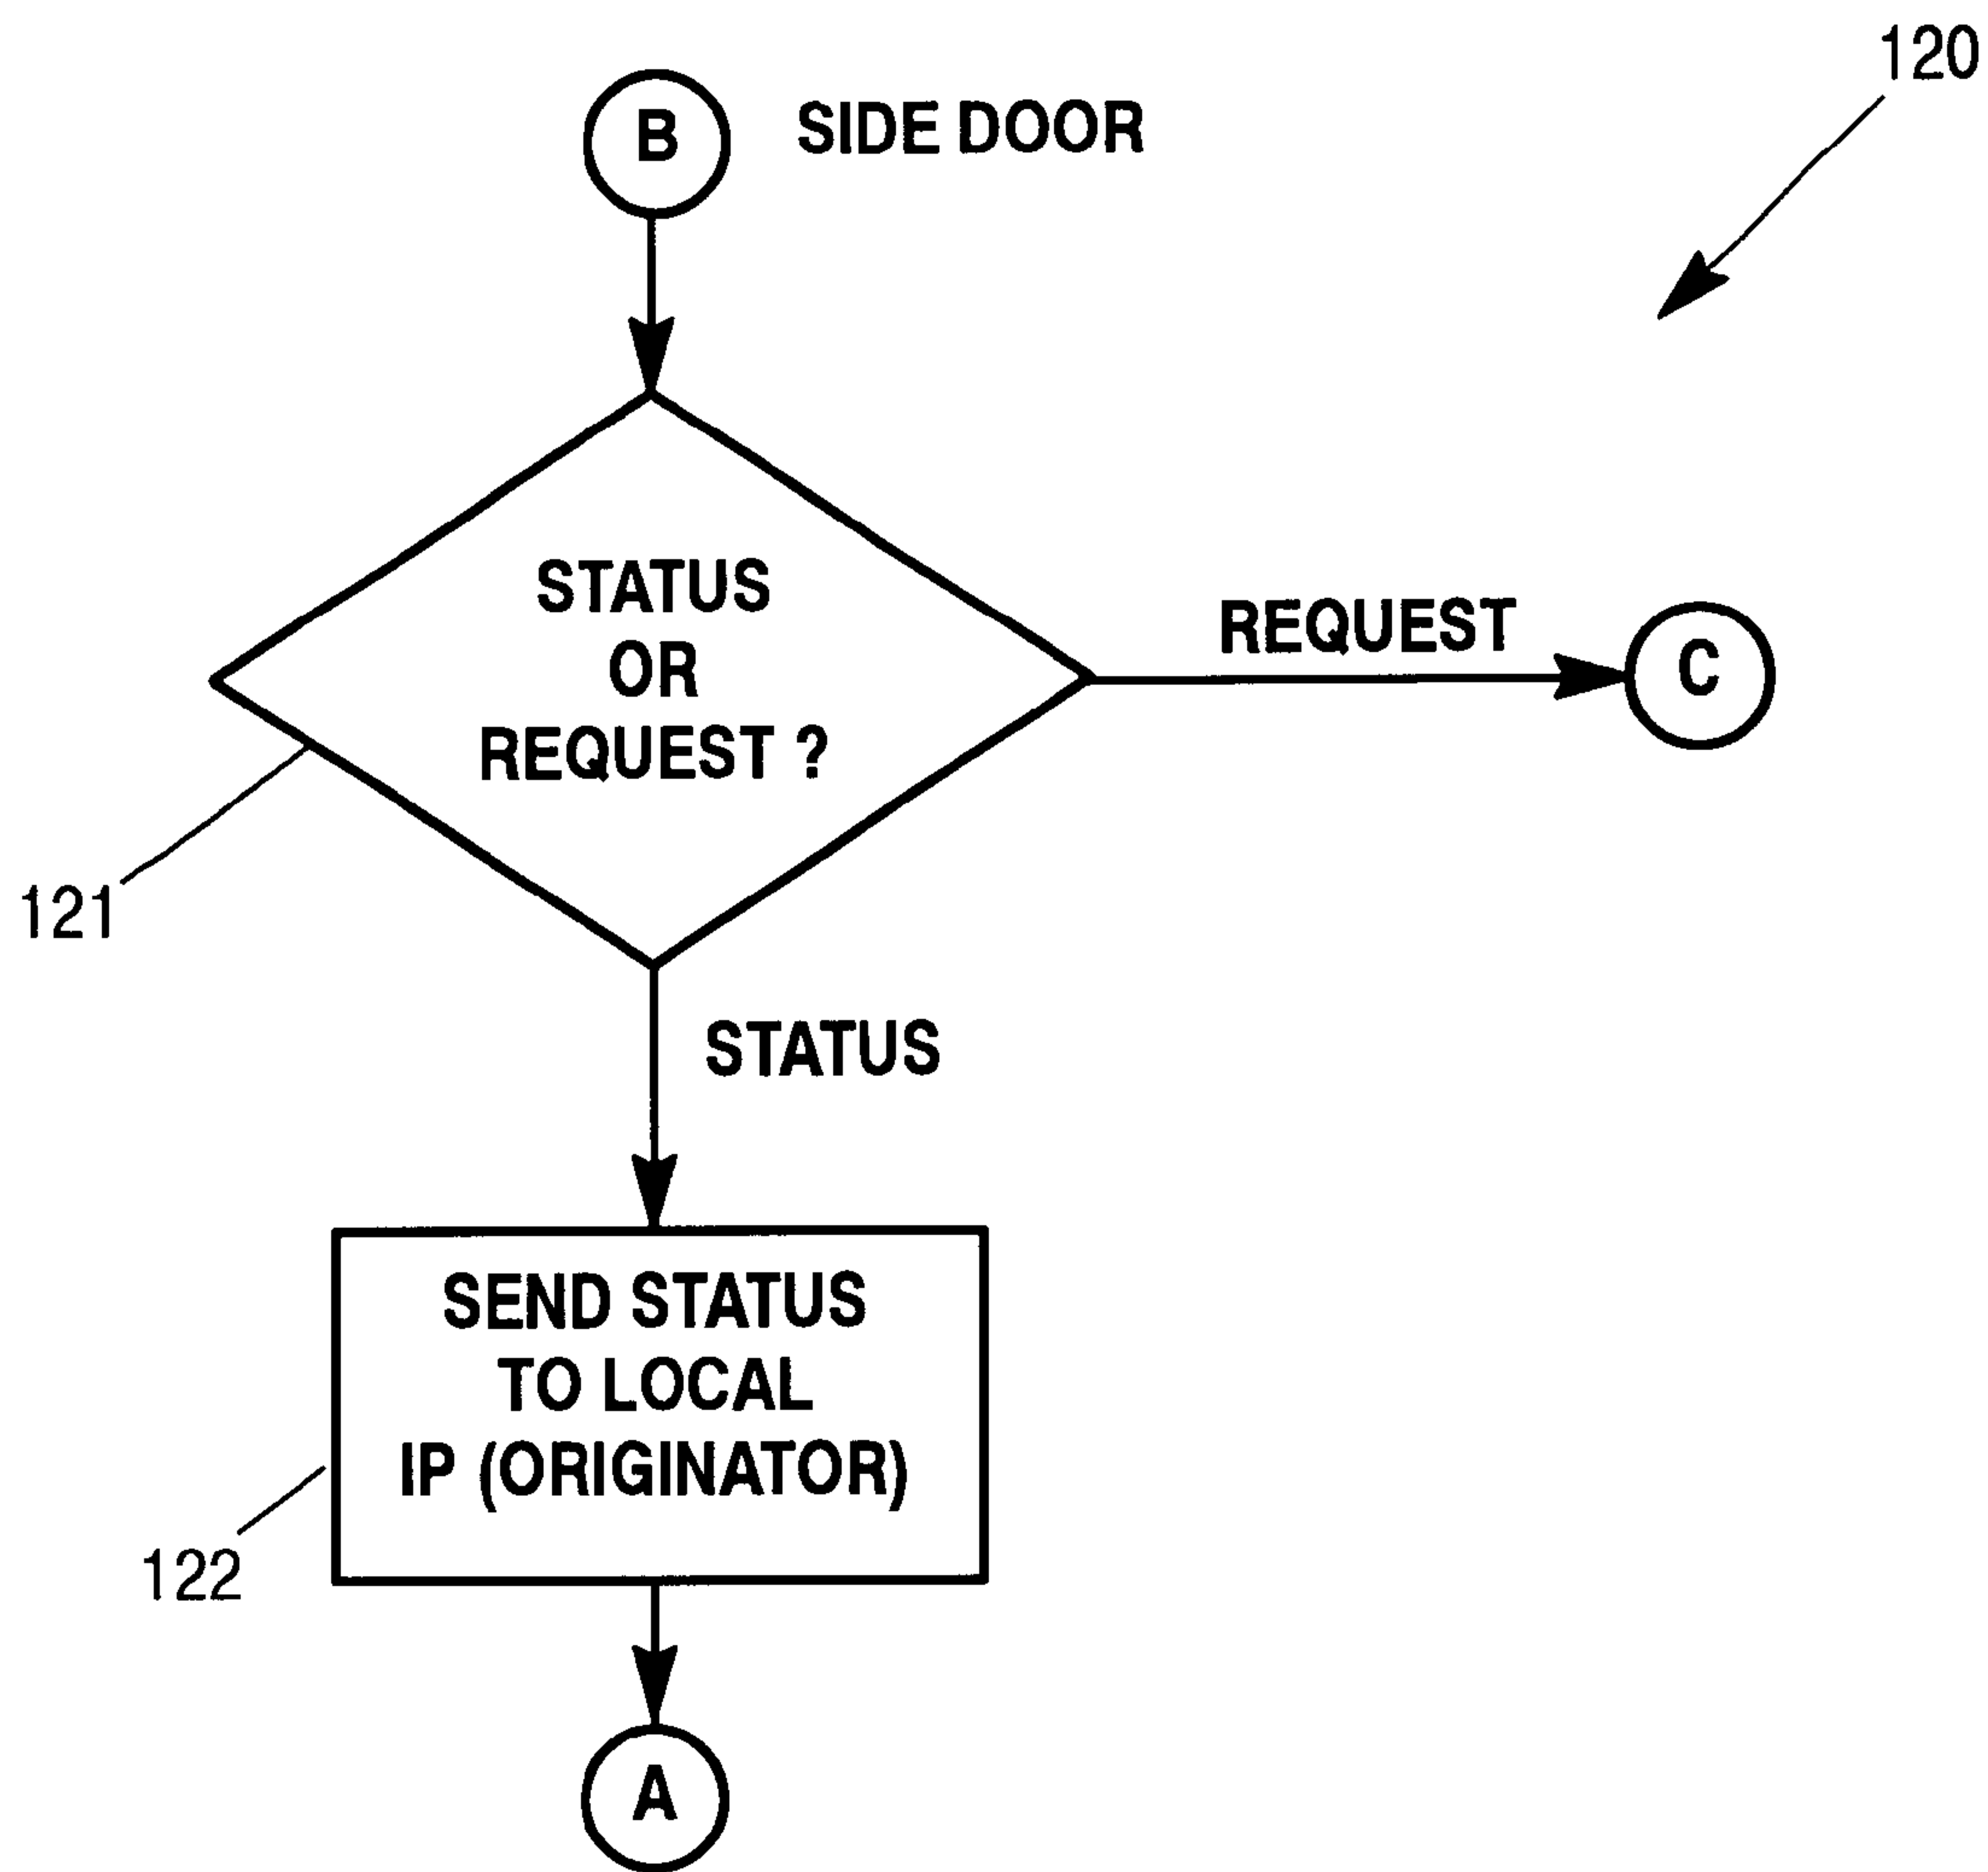 120
B
SIDE DOOR
STATUS
OR
REQUEST ?
REQUEST
C
121
STATUS
SEND STATUS
TO LOCAL
IP (ORIGINATOR)
122
A